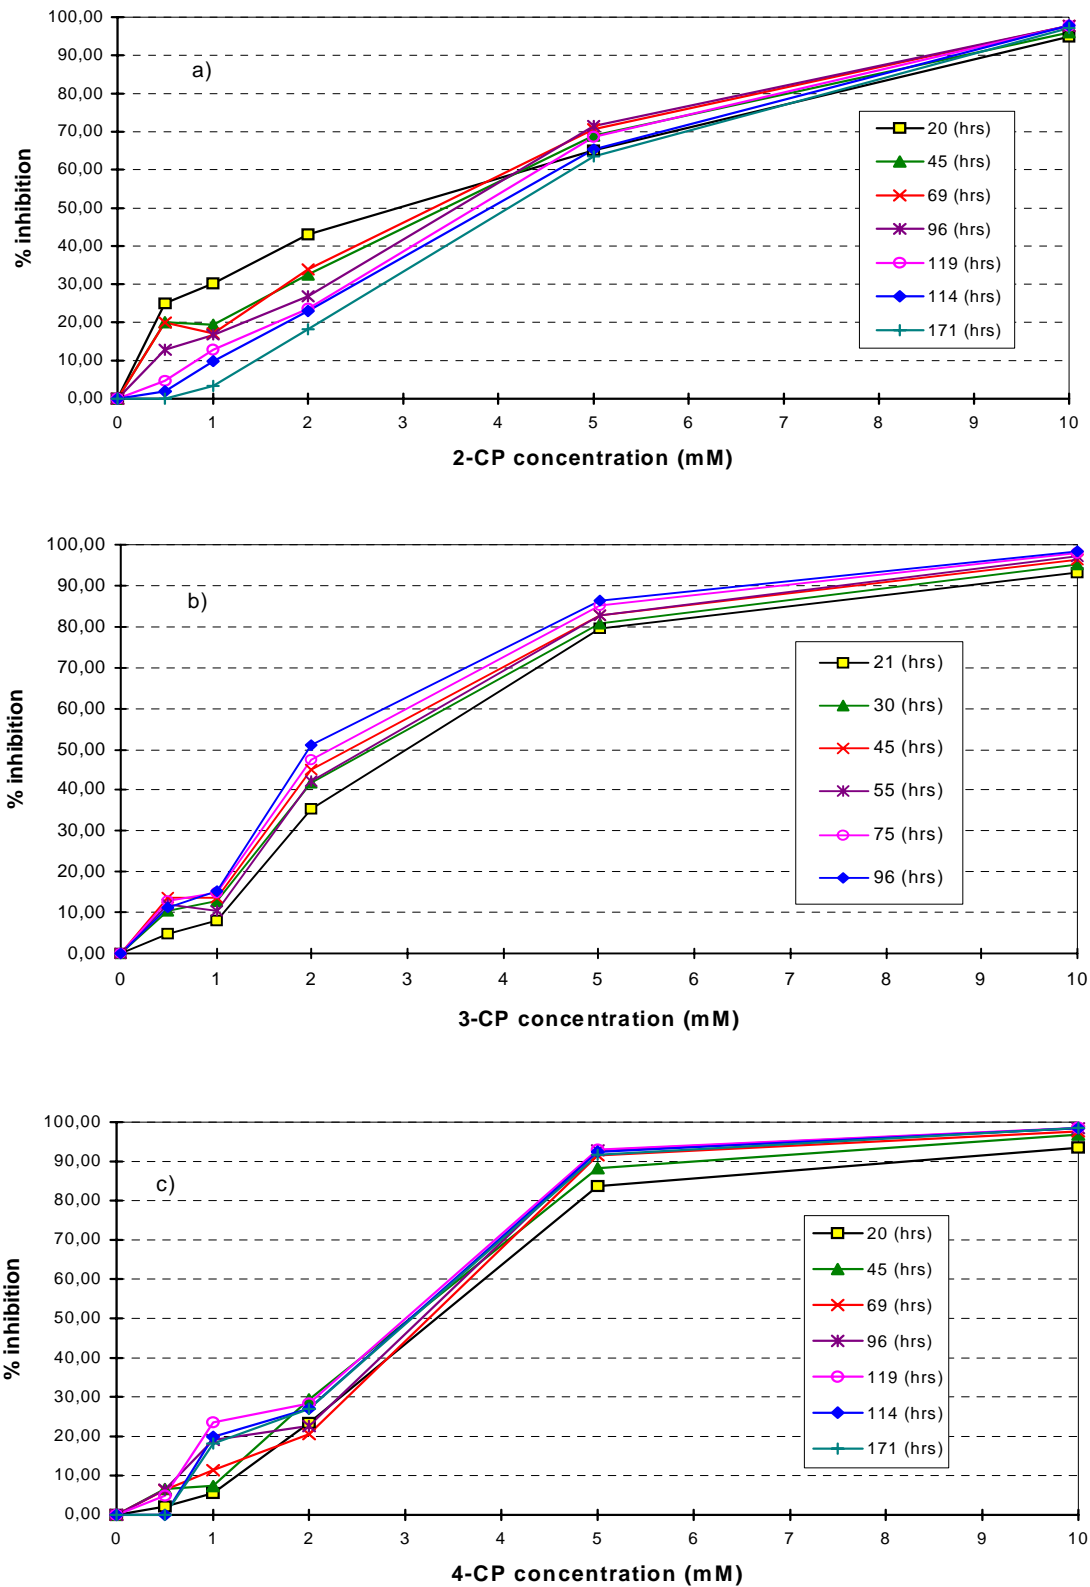 100,00
90,00
80,00
70,00
60,00
50,00
40,00
30,00
20,00
10,00
0,00
% inhibition
a)
20 (hrs)
45 (hrs)
69 (hrs)
96 (hrs)
119 (hrs)
114 (hrs)
171 (hrs)
0 1 2 3 4 5 6 7 8 9 10
2-CP concentration (mM)
100,00
90,00
80,00
70,00
60,00
50,00
40,00
30,00
20,00
10,00
0,00
% inhibition
b)
21 (hrs)
30 (hrs)
45 (hrs)
55 (hrs)
75 (hrs)
96 (hrs)
0 1 2 3 4 5 6 7 8 9 10
3-CP concentration (mM)
100,00
90,00
80,00
70,00
60,00
50,00
40,00
30,00
20,00
10,00
0,00
% inhibition
c)
20 (hrs)
45 (hrs)
69 (hrs)
96 (hrs)
119 (hrs)
114 (hrs)
171 (hrs)
0 1 2 3 4 5 6 7 8 9 10
4-CP concentration (mM)